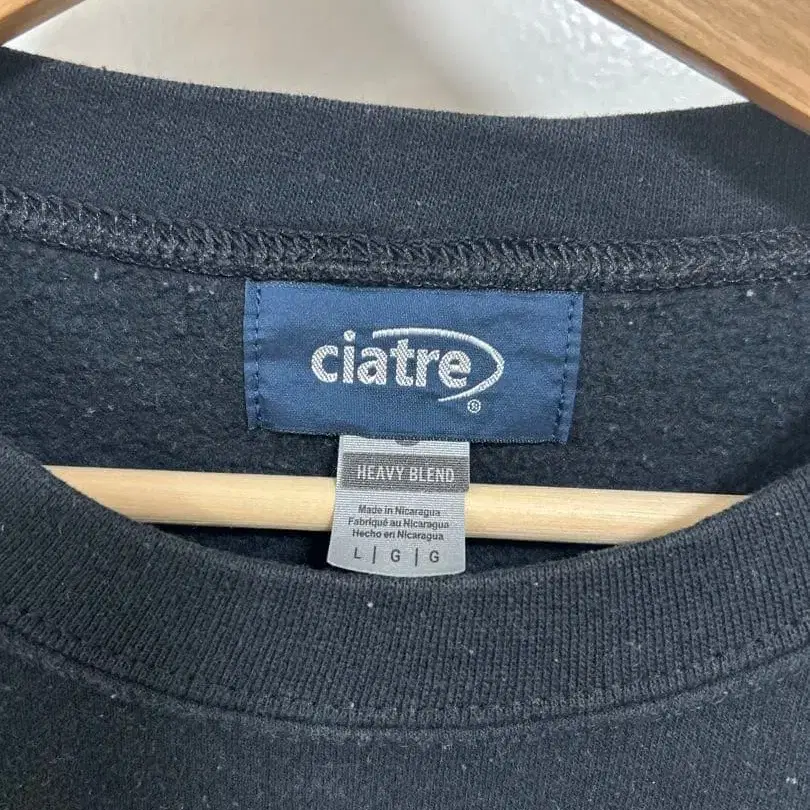 ciatre
®
HEAVY BLEND
Made in Nicaragua
Fabriqué au Nicaragua
Hecho en Nicaragua
L | G | G